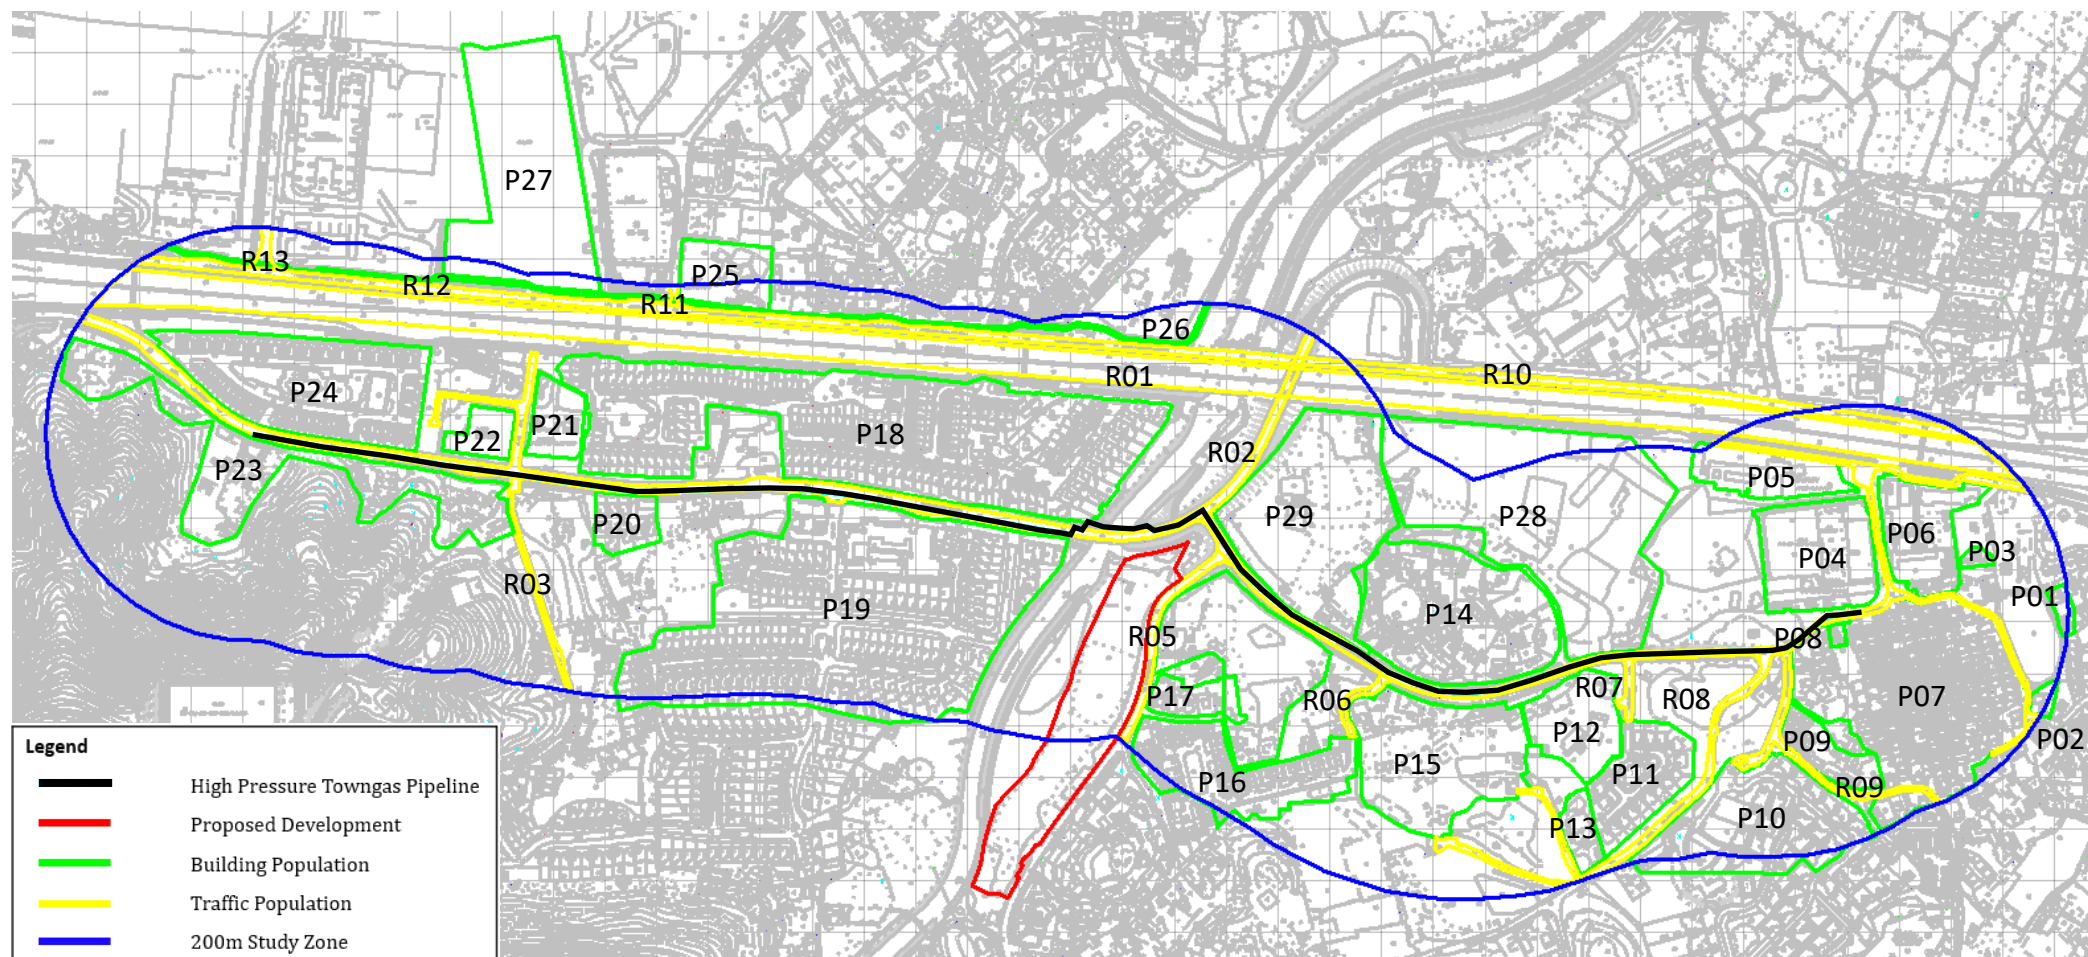 P27
R13
R12
P25
R11
P26
R01
R10
P24
P22
P21
P18
R02
P23
P20
P29
P28
P05
P06
P04
P03
R03
P19
R05
P14
P01
P08
P17
R06
R07
R08
P07
P12
P09
P02
P16
P15
P11
R09
P13
P10
Legend
High Pressure Towngas Pipeline
Proposed Development
Building Population
Traffic Population
200m Study Zone